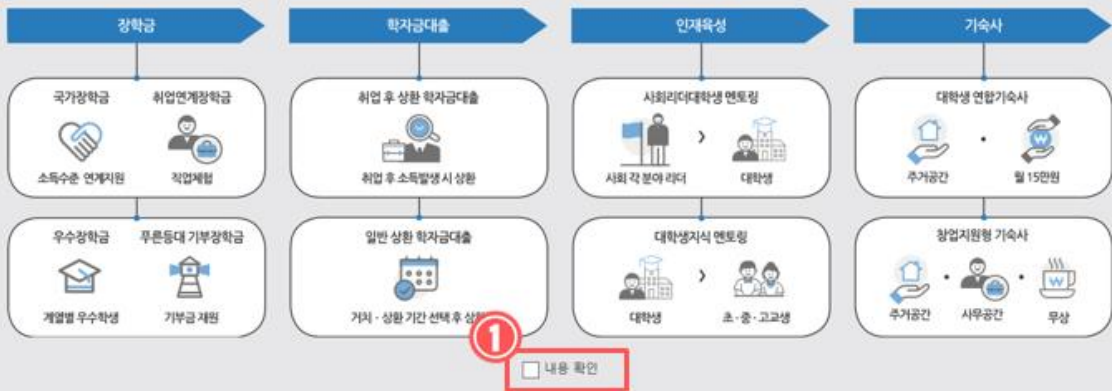 장학금
국가장학금 취업연계장학금
소득수준 연계지원 직업체험
우수장학금 푸른등대 기부장학금
계열별 우수학생 기부금 재원
학자금대출
취업 후 상환 학자금대출
취업 후 소득발생 시 상환
일반 상환 학자금대출
거치 · 상환 기간 선택 후 상환
인재육성
사회리더대학생 멘토링
사회 각 분야 리더 대학생
대학생지식 멘토링
대학생 초 · 중 · 고교생
기숙사
대학생 연합기숙사
주거공간 월 15만원
창업지원형 기숙사
주거공간 사무공간 무상
1
내용 확인